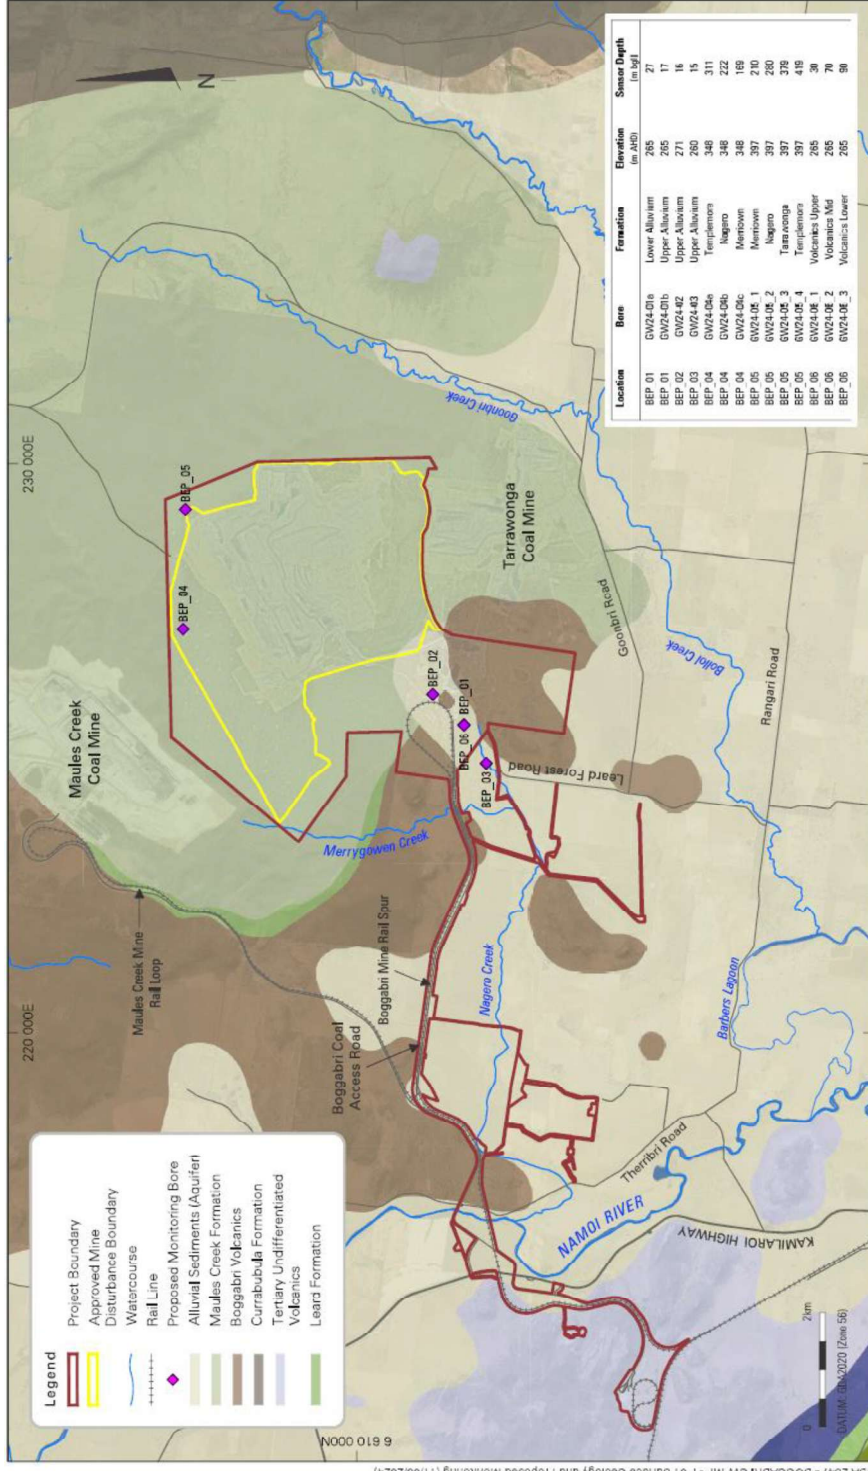 Legend
Project Boundary
Approved Mine
Disturbance Boundary
Watercourse
Rail Line
Proposed Monitoring Bore
Alluvial Sediments (Aquifer)
Maules Creek Formation
Boggabri Volcanics
Currabubula Formation
Tertiary Undifferentiated
Volcanics
Leard Formation
220 000E
230 000E
6 610 000N
N
Maules Creek
Coal Mine
Maules Creek Mine
Rail Loop
BEP_04
BEP_05
Merrygowen Creek
Boggabri Coal
Access Road
Boggabri Mine Rail Spur
BEP_02
BEP_06
BEP_01
BEP_03
Leard Forest Road
Tarrawonga
Coal Mine
Goonbri Creek
Goonbri Road
Nagero Creek
Bollol Creek
Rangari Road
Barbers Lagoon
Therribri Road
NAMOI RIVER
KAMILAROI HIGHWAY
0 2km
DATUM: GDA2020 (Zone 56)
Location Bore Formation Elevation Sensor Depth
(m AHD) (m bgl)
BEP_01 GW24-01a Lower Alluvium 265 27
BEP_01 GW24-01b Upper Alluvium 265 17
BEP_02 GW24-02 Upper Alluvium 271 16
BEP_03 GW24-03 Upper Alluvium 260 15
BEP_04 GW24-04a Templemore 348 311
BEP_04 GW24-04b Nagero 348 222
BEP_04 GW24-04c Merriown 348 169
BEP_05 GW24-05_1 Merriown 397 210
BEP_05 GW24-05_2 Nagero 397 280
BEP_05 GW24-05_3 Tarrawonga 397 379
BEP_05 GW24-05_4 Templemore 397 419
BEP_06 GW24-06_1 Volcanics Upper 265 30
BEP_06 GW24-06_2 Volcanics Mid 265 70
BEP_06 GW24-06_3 Volcanics Lower 265 90